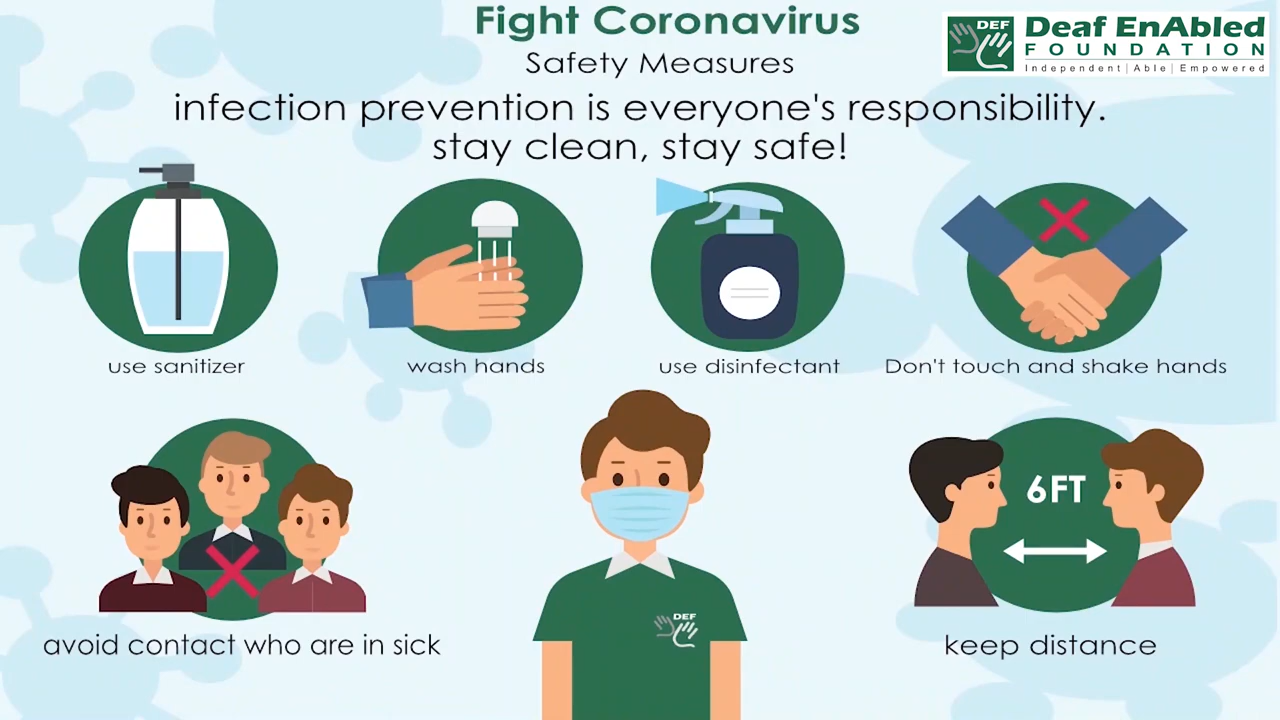 Fight Coronavirus
Safety Measures
DEF
Deaf EnAbled
FOUNDATION
Independent | Able | Empowered
infection prevention is everyone's responsibility.
stay clean, stay safe!
use sanitizer
wash hands
use disinfectant
Don't touch and shake hands
6FT
DEF
avoid contact who are in sick
keep distance